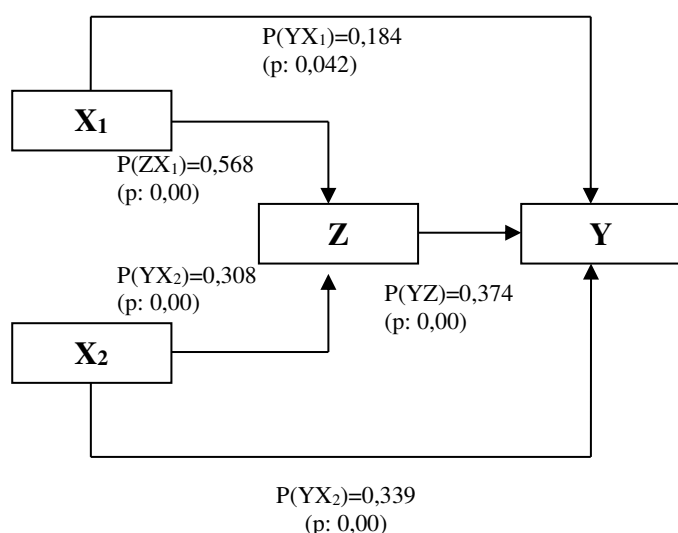 P(YX₁)=0,184
(p: 0,042)
X₁
P(ZX₁)=0,568
(p: 0,00)
Z
Y
P(YX₂)=0,308
(p: 0,00)
P(YZ)=0,374
(p: 0,00)
X₂
P(YX₂)=0,339
(p: 0,00)